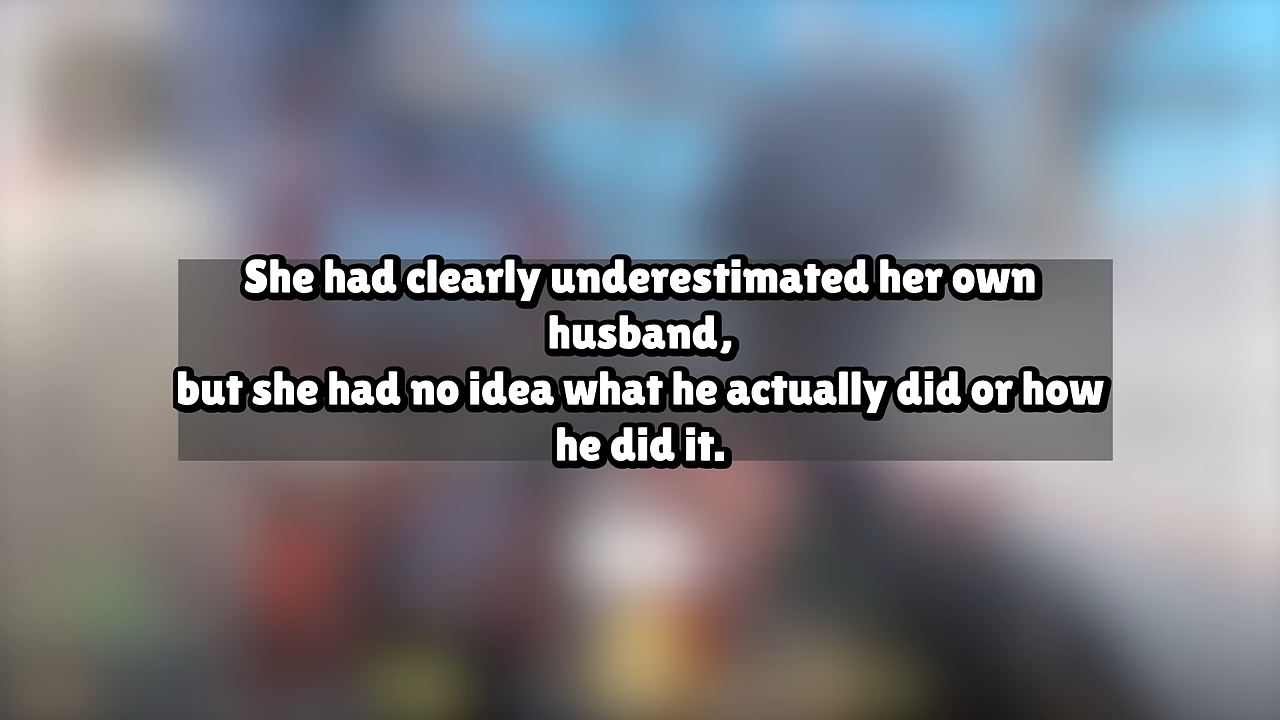 She had clearly underestimated her own
husband,
but she had no idea what he actually did or how
he did it.